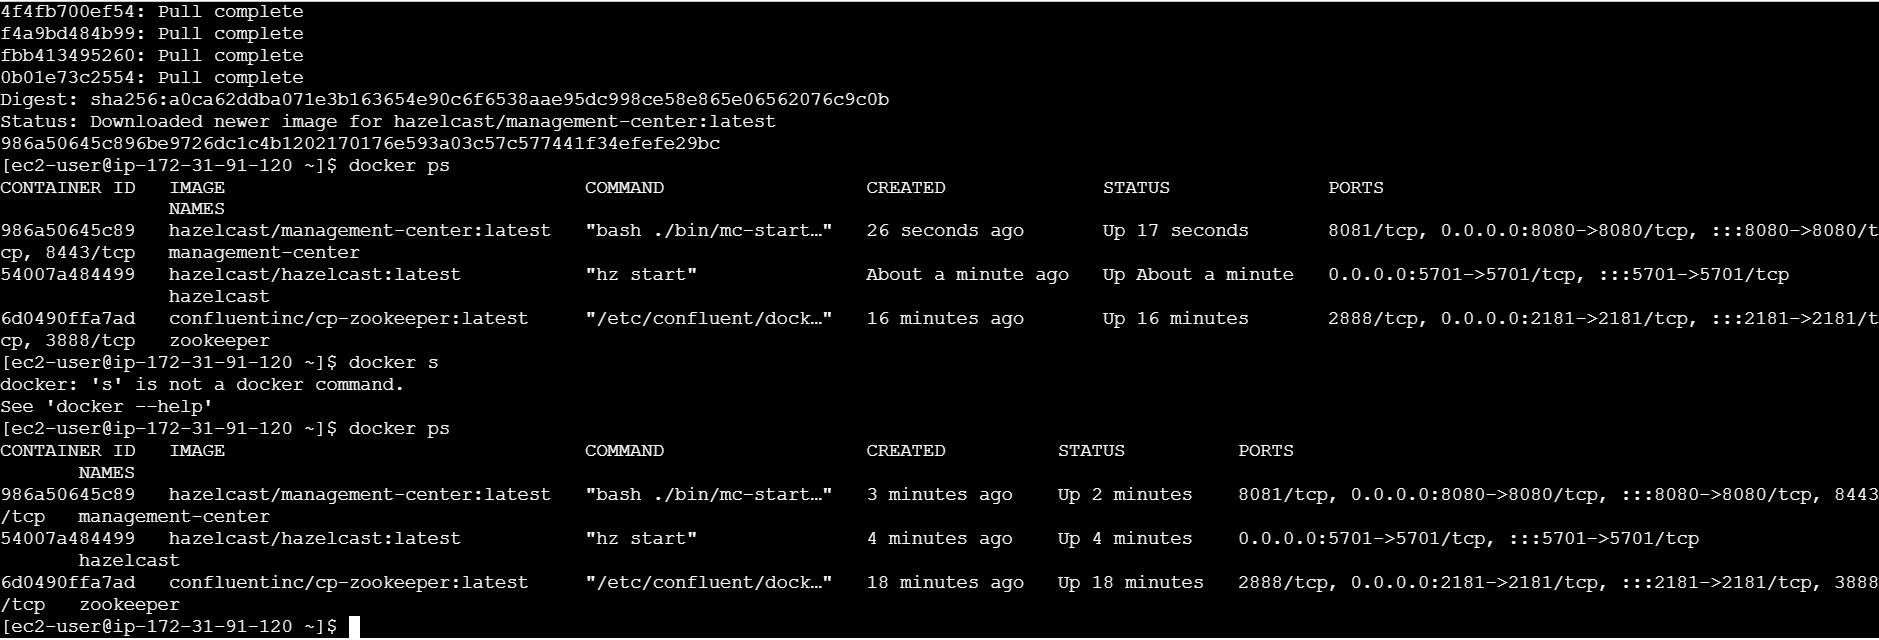 4f4fb700ef54: Pull complete
f4a9bd484b99: Pull complete
fbb413495260: Pull complete
0b01e73c2554: Pull complete
Digest: sha256:a0ca62ddba071e3b163654e90c6f6538aae95dc998ce58e865e06562076c9c0b
Status: Downloaded newer image for hazelcast/management-center:latest
986a50645c896be9726dc1c4b1202170176e593a03c57c577441f34efefe29bc
[ec2-user@ip-172-31-91-120 ~]$ docker ps
CONTAINER ID   IMAGE                                COMMAND                  CREATED              STATUS              PORTS
               NAMES
986a50645c89   hazelcast/management-center:latest   "bash ./bin/mc-start…"   26 seconds ago       Up 17 seconds       8081/tcp, 0.0.0.0:8080->8080/tcp, :::8080->8080/t
cp, 8443/tcp   management-center
54007a484499   hazelcast/hazelcast:latest           "hz start"               About a minute ago   Up About a minute   0.0.0.0:5701->5701/tcp, :::5701->5701/tcp
               hazelcast
6d0490ffa7ad   confluentinc/cp-zookeeper:latest     "/etc/confluent/dock…"   16 minutes ago       Up 16 minutes       2888/tcp, 0.0.0.0:2181->2181/tcp, :::2181->2181/t
cp, 3888/tcp   zookeeper
[ec2-user@ip-172-31-91-120 ~]$ docker s
docker: 's' is not a docker command.
See 'docker --help'
[ec2-user@ip-172-31-91-120 ~]$ docker ps
CONTAINER ID   IMAGE                                COMMAND                  CREATED          STATUS          PORTS
       NAMES
986a50645c89   hazelcast/management-center:latest   "bash ./bin/mc-start…"   3 minutes ago    Up 2 minutes    8081/tcp, 0.0.0.0:8080->8080/tcp, :::8080->8080/tcp, 8443
/tcp   management-center
54007a484499   hazelcast/hazelcast:latest           "hz start"               4 minutes ago    Up 4 minutes    0.0.0.0:5701->5701/tcp, :::5701->5701/tcp
       hazelcast
6d0490ffa7ad   confluentinc/cp-zookeeper:latest     "/etc/confluent/dock…"   18 minutes ago   Up 18 minutes   2888/tcp, 0.0.0.0:2181->2181/tcp, :::2181->2181/tcp, 3888
/tcp   zookeeper
[ec2-user@ip-172-31-91-120 ~]$